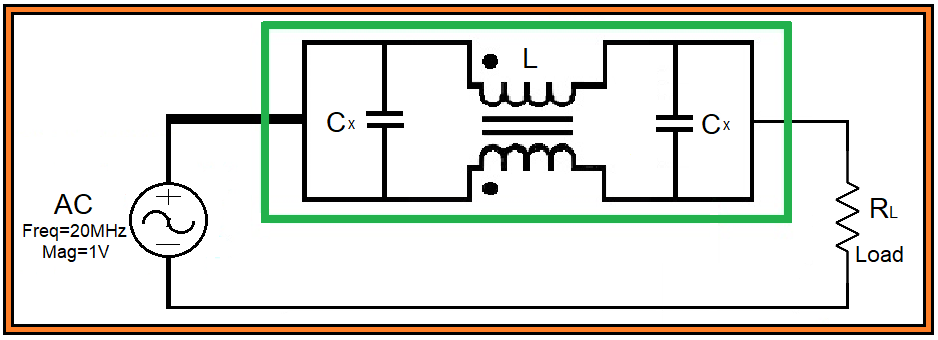 L
Cx
Cx
AC
Freq=20MHz
Mag=1V
RL
Load